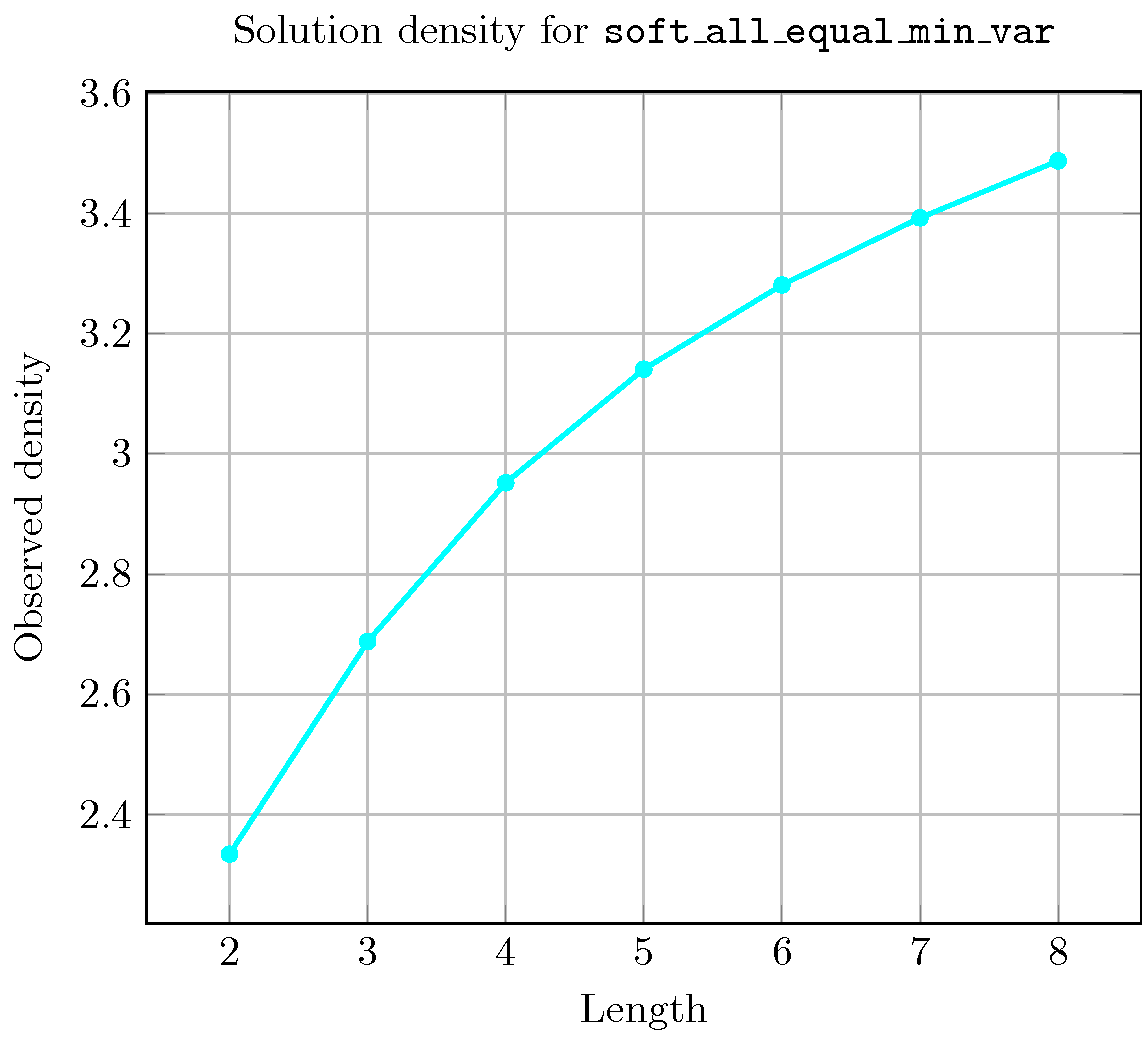 Solution density for soft_all_equal_min_var
3.6
3.4
3.2
3
2.8
2.6
2.4
Observed density
2 3 4 5 6 7 8
Length